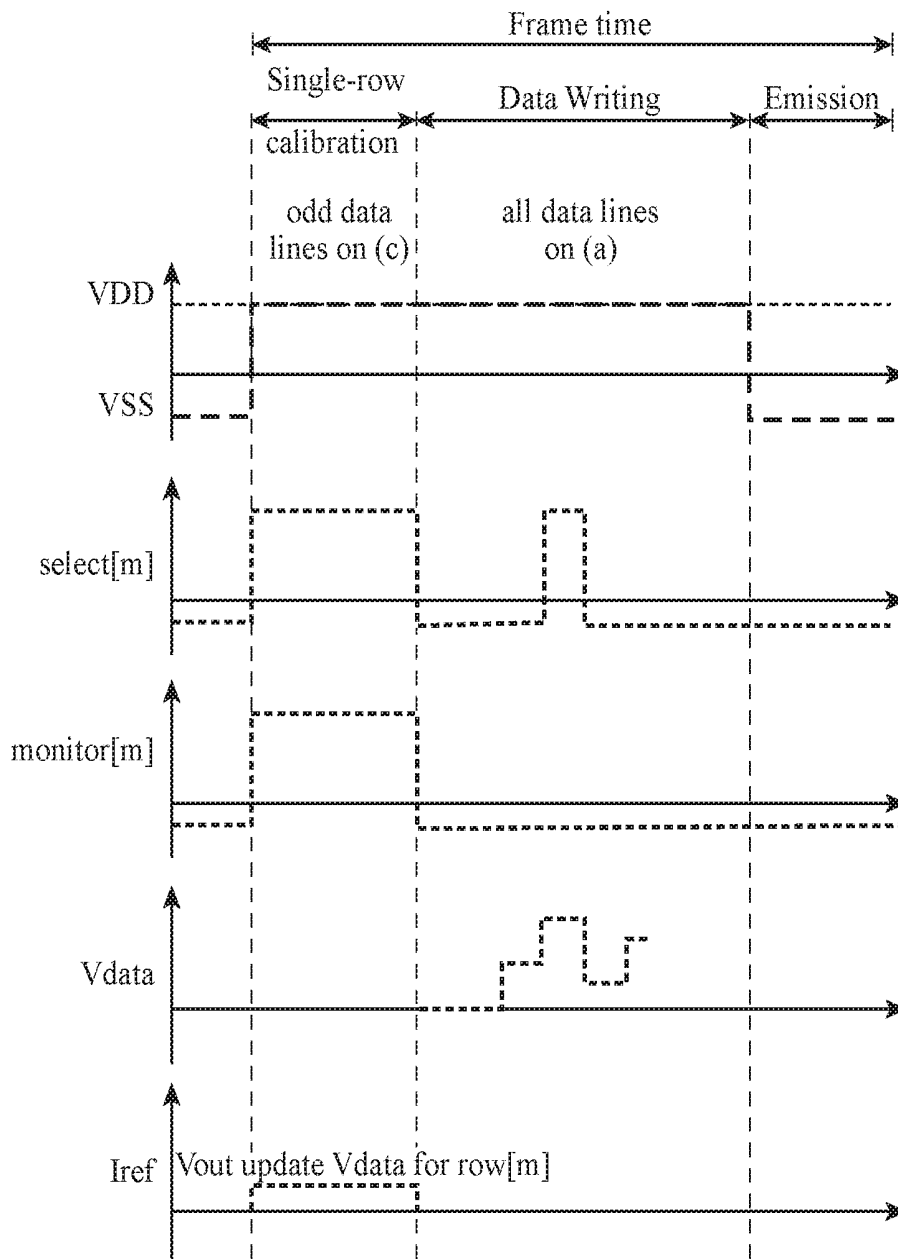 Frame time
Single-row
calibration
Data Writing
Emission
odd data
lines on (c)
all data lines
on (a)
VDD
VSS
select[m]
monitor[m]
Vdata
Iref
Vout update Vdata for row[m]